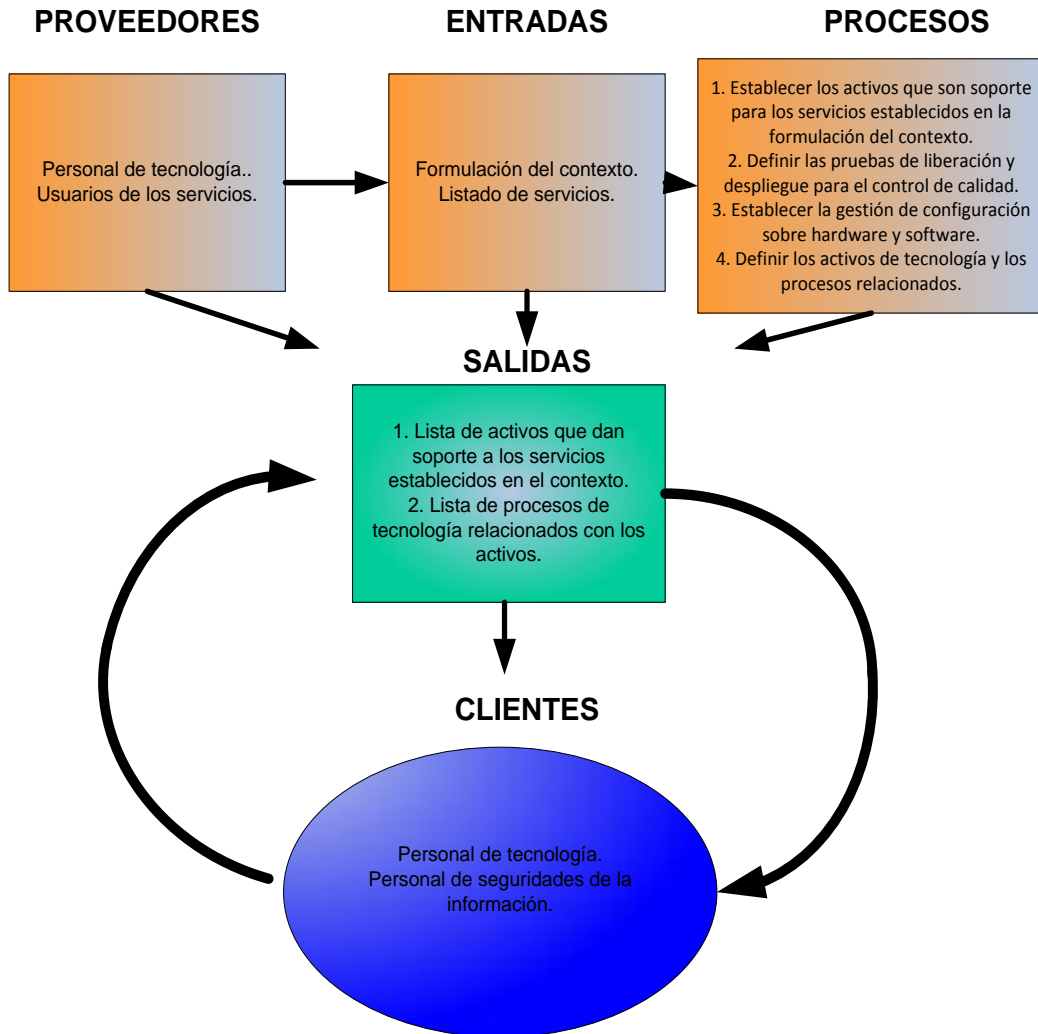 PROVEEDORES
ENTRADAS
PROCESOS
Personal de tecnología..
Usuarios de los servicios.
Formulación del contexto.
Listado de servicios.
1. Establecer los activos que son soporte
para los servicios establecidos en la
formulación del contexto.
2. Definir las pruebas de liberación y
despliegue para el control de calidad.
3. Establecer la gestión de configuración
sobre hardware y software.
4. Definir los activos de tecnología y los
procesos relacionados.
SALIDAS
1. Lista de activos que dan
soporte a los servicios
establecidos en el contexto.
2. Lista de procesos de
tecnología relacionados con los
activos.
CLIENTES
Personal de tecnología.
Personal de seguridades de la
información.